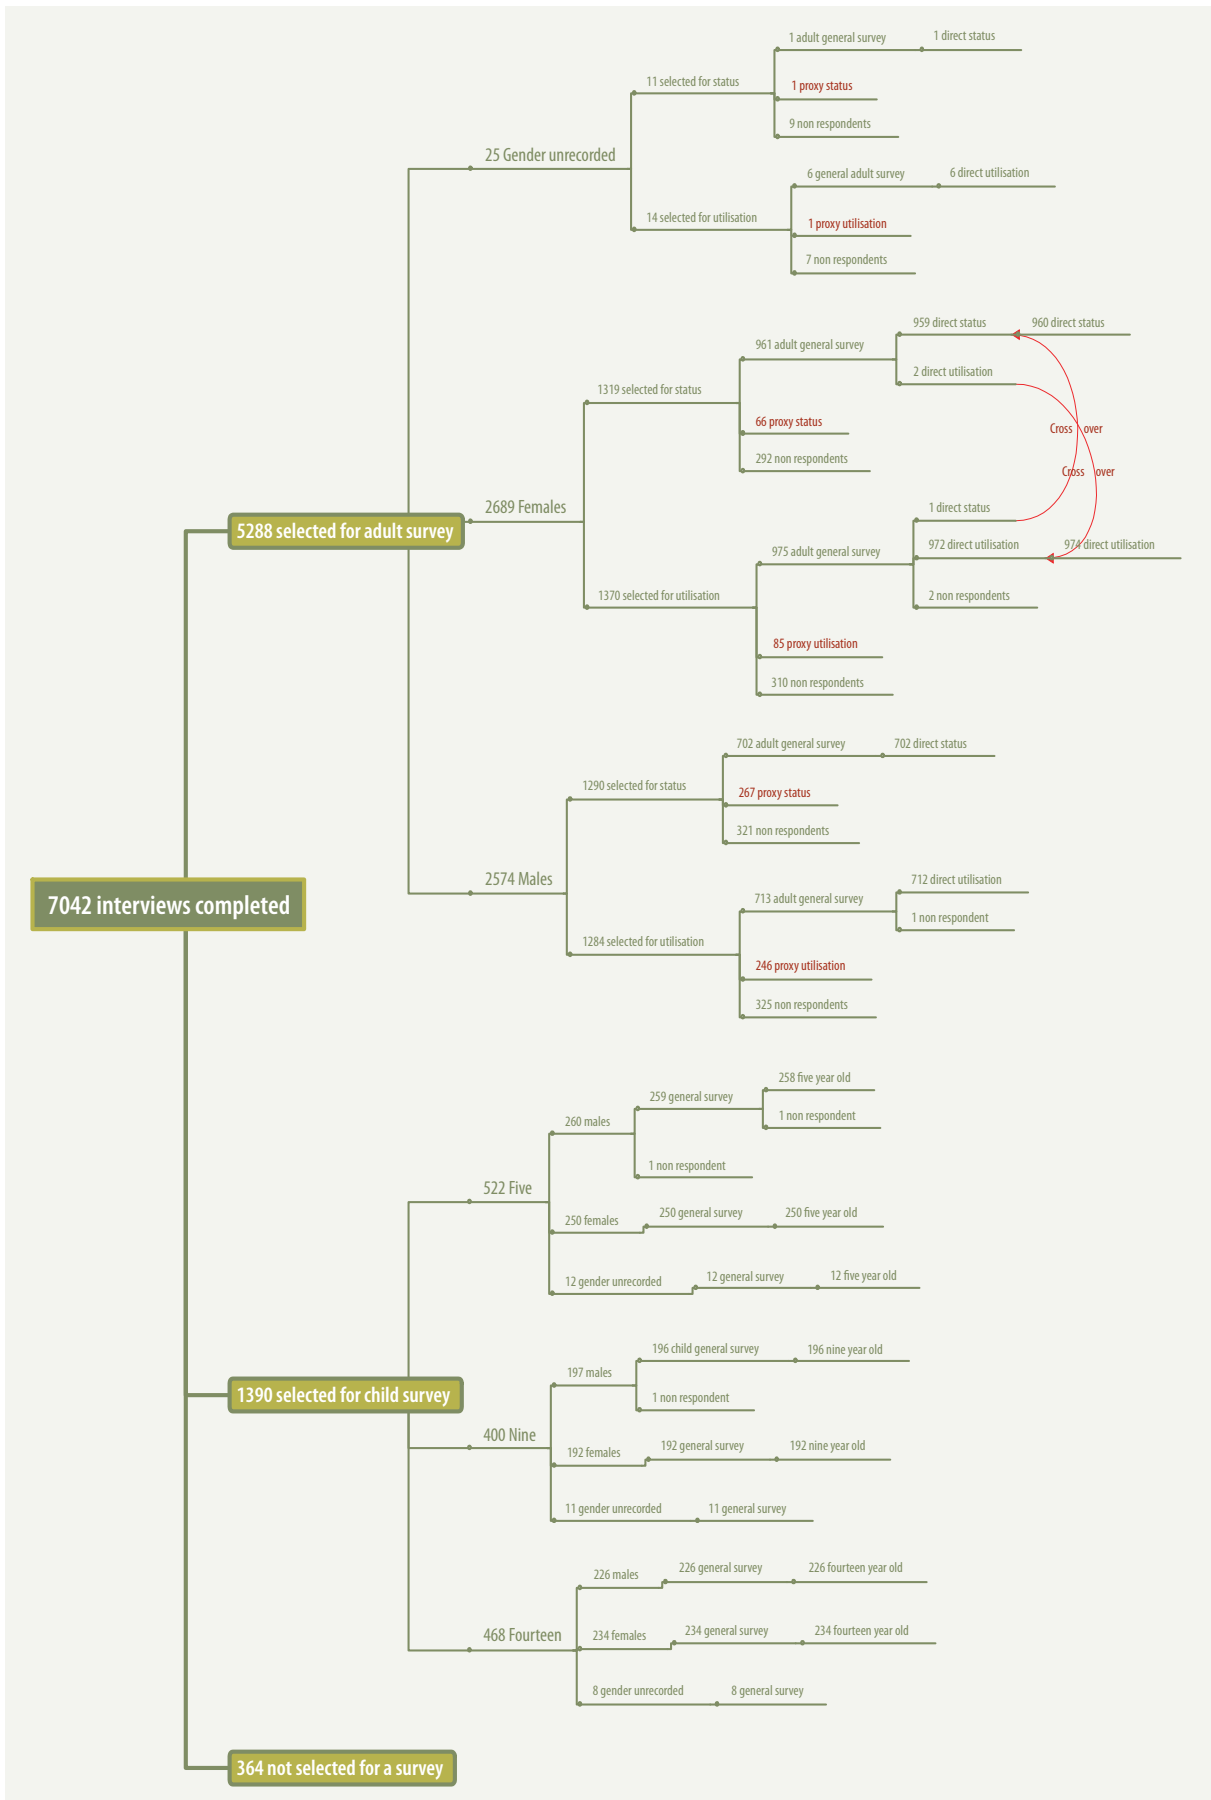 7042 interviews completed
5288 selected for adult survey
25 Gender unrecorded
11 selected for status
1 adult general survey
1 direct status
1 proxy status
9 non respondents
14 selected for utilisation
6 general adult survey
6 direct utilisation
1 proxy utilisation
7 non respondents
2689 Females
1319 selected for status
961 adult general survey
959 direct status
960 direct status
2 direct utilisation
66 proxy status
292 non respondents
Cross over
Cross over
1370 selected for utilisation
975 adult general survey
1 direct status
972 direct utilisation
974 direct utilisation
2 non respondents
85 proxy utilisation
310 non respondents
2574 Males
1290 selected for status
702 adult general survey
702 direct status
267 proxy status
321 non respondents
1284 selected for utilisation
713 adult general survey
712 direct utilisation
1 non respondent
246 proxy utilisation
325 non respondents
1390 selected for child survey
522 Five
260 males
259 general survey
258 five year old
1 non respondent
1 non respondent
250 females
250 general survey
250 five year old
12 gender unrecorded
12 general survey
12 five year old
400 Nine
197 males
196 child general survey
196 nine year old
1 non respondent
192 females
192 general survey
192 nine year old
11 gender unrecorded
11 general survey
468 Fourteen
226 males
226 general survey
226 fourteen year old
234 females
234 general survey
234 fourteen year old
8 gender unrecorded
8 general survey
364 not selected for a survey